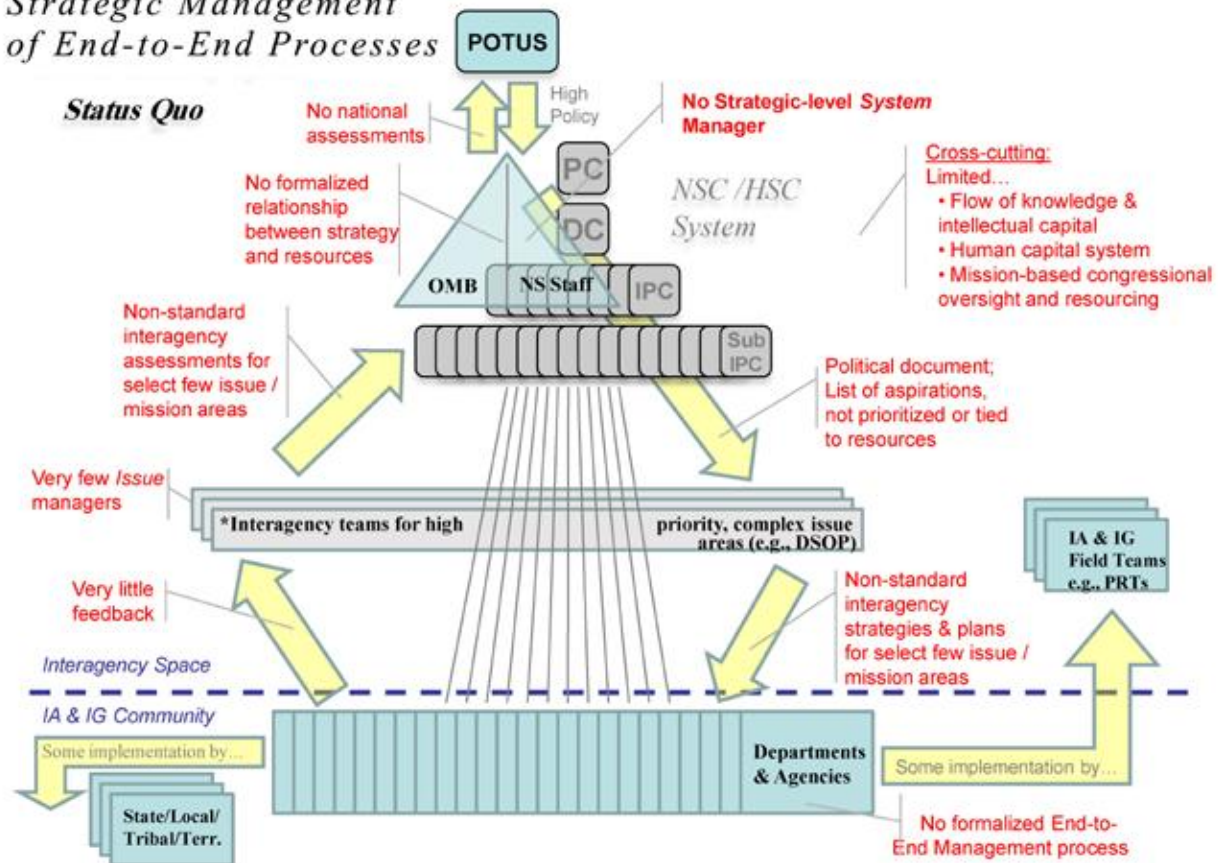 Strategic Management
of End-to-End Processes
Status Quo
POTUS
High
Policy
No national
assessments
No Strategic-level System
Manager
PC
DC
NSC /HSC
System
Cross-cutting:
Limited…
• Flow of knowledge &
intellectual capital
• Human capital system
• Mission-based congressional
oversight and resourcing
No formalized
relationship
between strategy
and resources
OMB
NS Staff
IPC
Sub
IPC
Non-standard
interagency
assessments for
select few issue /
mission areas
Political document;
List of aspirations,
not prioritized or tied
to resources
Very few Issue
managers
*Interagency teams for high
priority, complex issue
areas (e.g., DSOP)
IA & IG
Field Teams
e.g., PRTs
Very little
feedback
Non-standard
interagency
strategies & plans
for select few issue /
mission areas
Interagency Space
IA & IG Community
Some implementation by…
State/Local/
Tribal/Terr.
Departments
& Agencies
Some implementation by…
No formalized End-to-
End Management process